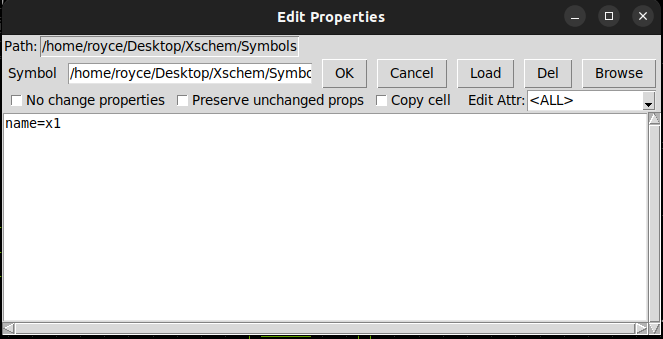 Edit Properties
Path: /home/royce/Desktop/Xschem/Symbols
Symbol /home/royce/Desktop/Xschem/Symbo OK Cancel Load Del Browse
No change properties Preserve unchanged props Copy cell Edit Attr: <ALL>
name=x1